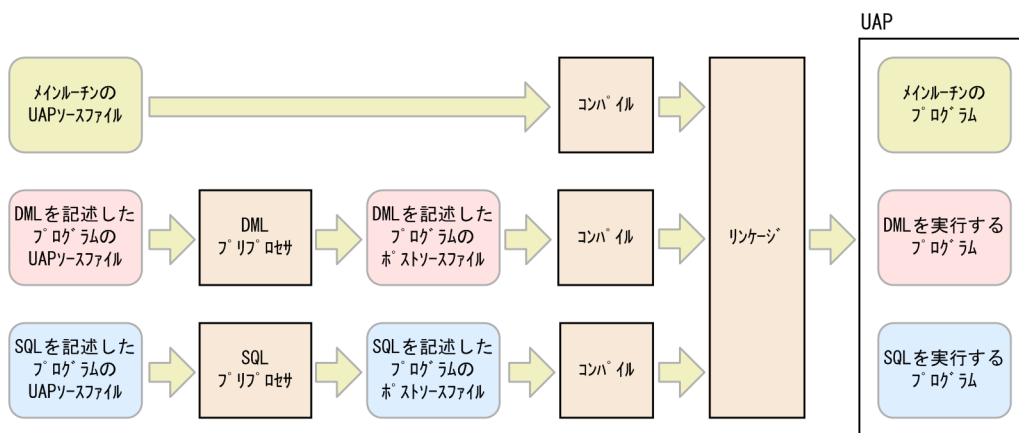 UAP
メインルーチンの
UAPソースファイル
コンパイル
メインルーチンの
プログラム
DMLを記述した
プログラムの
UAPソースファイル
DML
プリプロセサ
DMLを記述した
プログラムの
ポストソースファイル
コンパイル
リンケージ
DMLを実行する
プログラム
SQLを記述した
プログラムの
UAPソースファイル
SQL
プリプロセサ
SQLを記述した
プログラムの
ポストソースファイル
コンパイル
SQLを実行する
プログラム